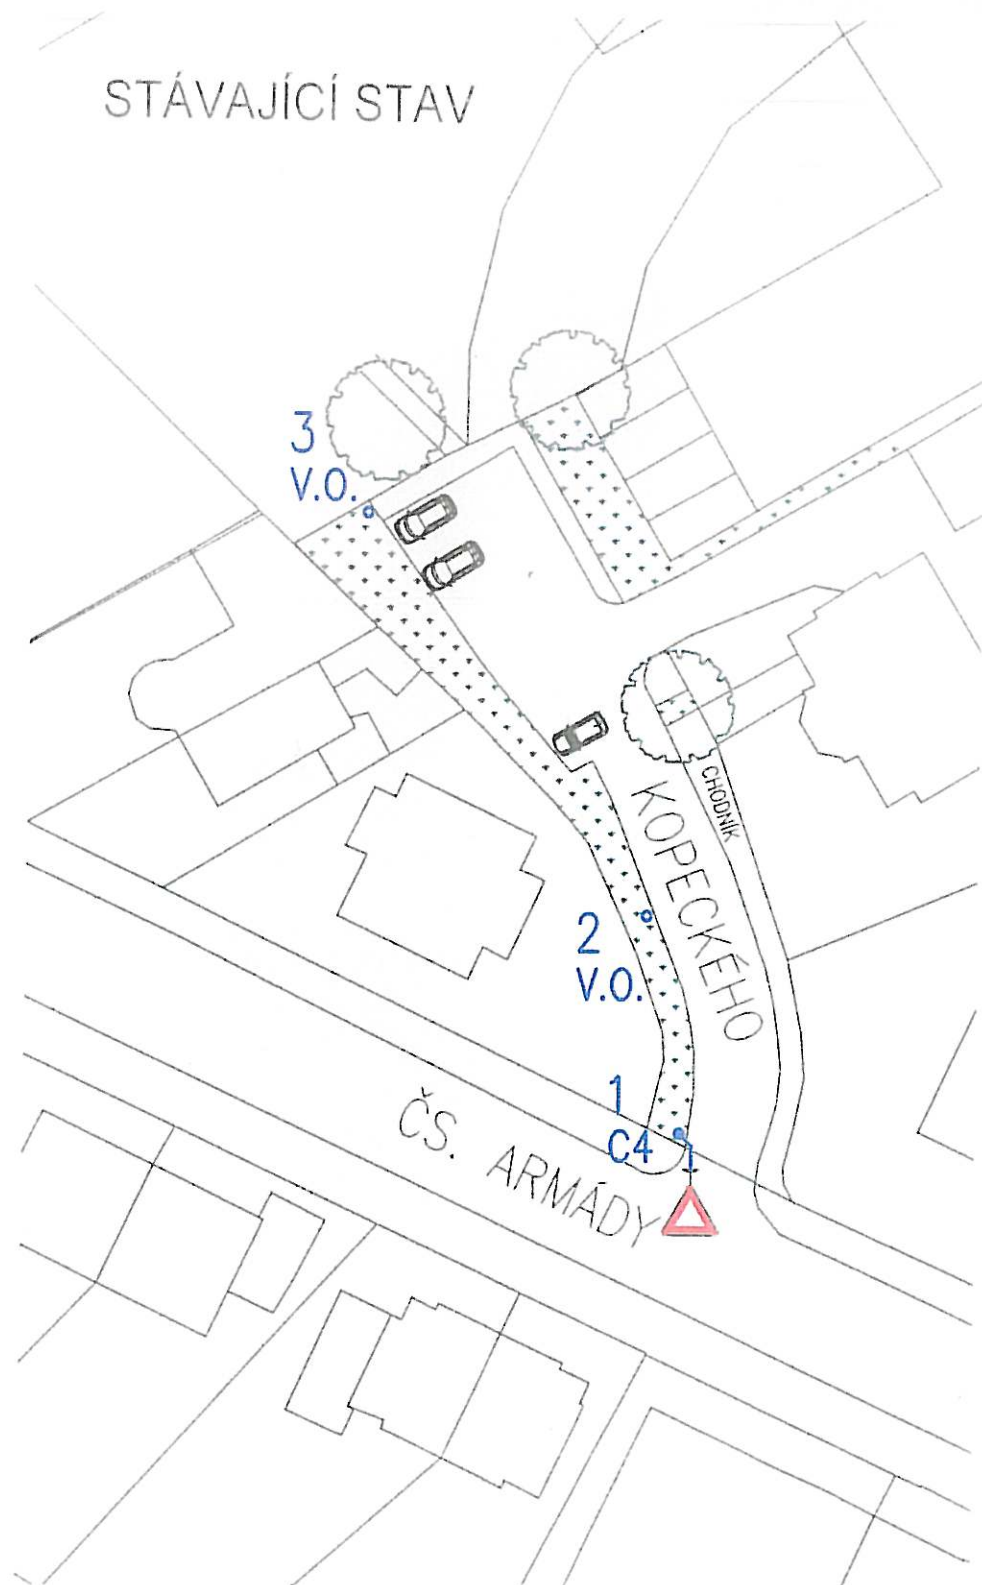 STÁVAJÍCÍ STAV
3
V.O.
CHODNÍK
KOPECKÉHO
2
V.O.
1
C4
ČS. ARMÁDY